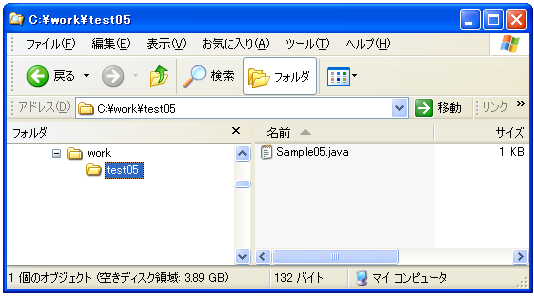 C:¥work¥test05
ファイル(F) 編集(E) 表示(V) お気に入り(A) ツール(T) ヘルプ(H)
戻る 検索 フォルダ
アドレス(D) C:¥work¥test05 移動 リンク »
フォルダ × 名前 サイズ
work Sample05.java 1 KB
test05
1 個のオブジェクト (空きディスク領域: 3.89 GB) 132 バイト マイ コンピュータ